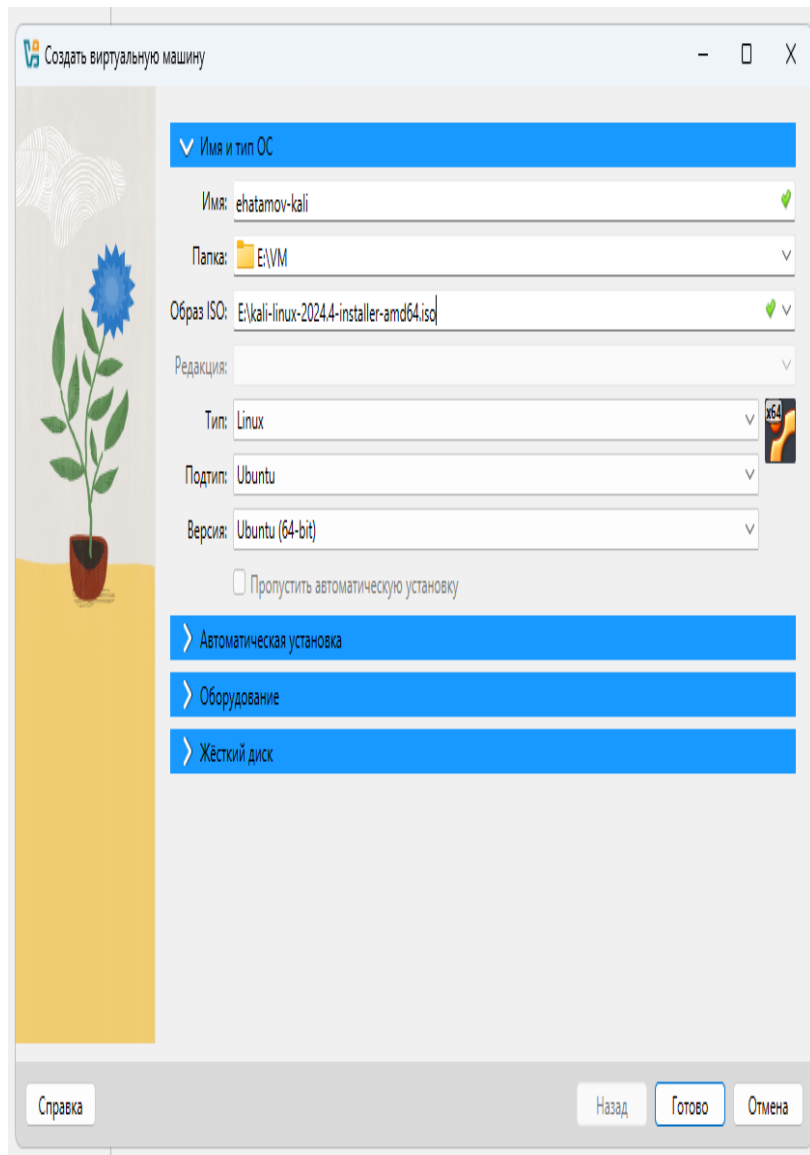 Создать виртуальную машину
Имя и тип ОС
Имя: ehatamov-kali
Папка: E:\VM
Образ ISO: E:\kali-linux-2024.4-installer-amd64.iso
Редакция:
Тип: Linux
x64
Подтип: Ubuntu
Версия: Ubuntu (64-bit)
Пропустить автоматическую установку
Автоматическая установка
Оборудование
Жёсткий диск
Справка Назад Готово Отмена